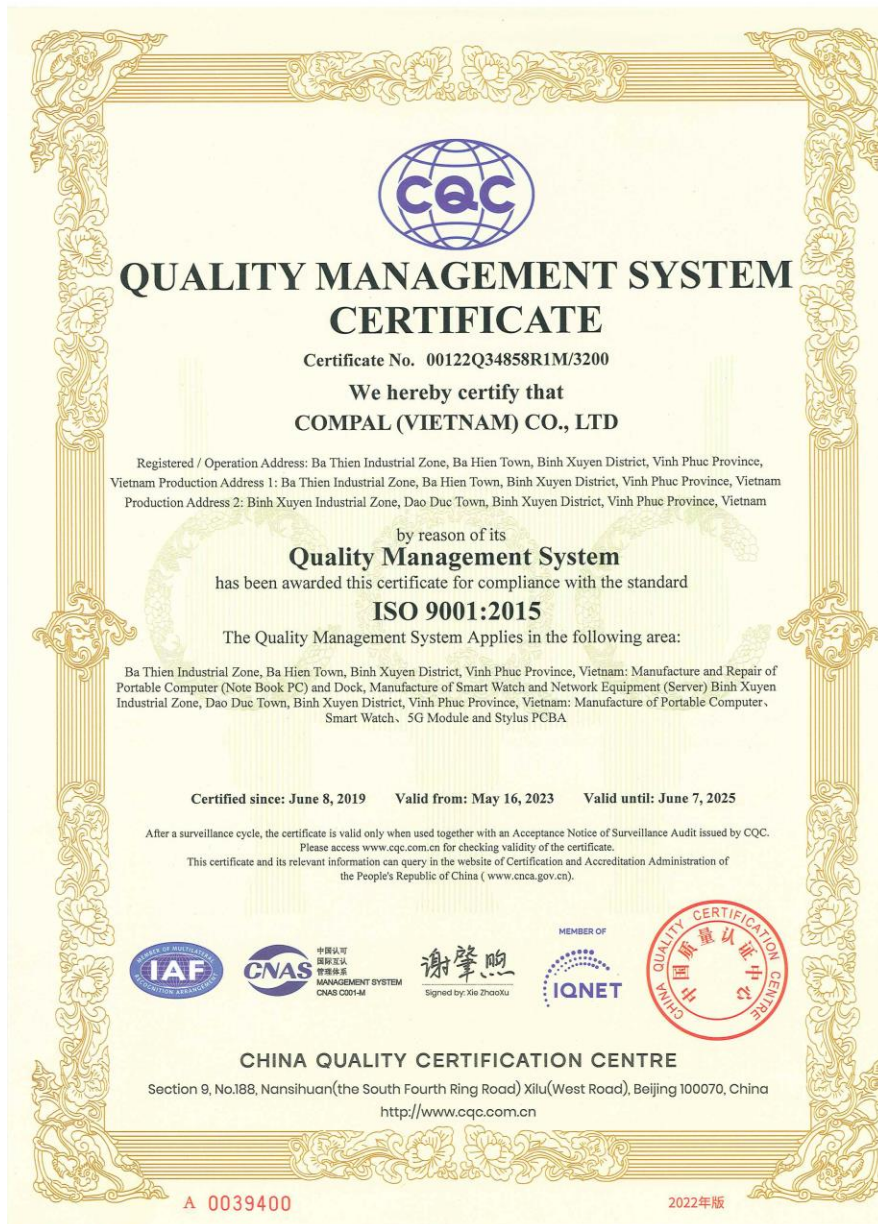 CQC
QUALITY MANAGEMENT SYSTEM
CERTIFICATE
Certificate No. 00122Q34858R1M/3200
We hereby certify that
COMPAL (VIETNAM) CO., LTD
Registered / Operation Address: Ba Thien Industrial Zone, Ba Hien Town, Binh Xuyen District, Vinh Phuc Province,
Vietnam Production Address 1: Ba Thien Industrial Zone, Ba Hien Town, Binh Xuyen District, Vinh Phuc Province, Vietnam
Production Address 2: Binh Xuyen Industrial Zone, Dao Duc Town, Binh Xuyen District, Vinh Phuc Province, Vietnam
by reason of its
Quality Management System
has been awarded this certificate for compliance with the standard
ISO 9001:2015
The Quality Management System Applies in the following area:
Ba Thien Industrial Zone, Ba Hien Town, Binh Xuyen District, Vinh Phuc Province, Vietnam: Manufacture and Repair of
Portable Computer (Note Book PC) and Dock, Manufacture of Smart Watch and Network Equipment (Server) Binh Xuyen
Industrial Zone, Dao Duc Town, Binh Xuyen District, Vinh Phuc Province, Vietnam: Manufacture of Portable Computer、
Smart Watch、5G Module and Stylus PCBA
Certified since: June 8, 2019 Valid from: May 16, 2023 Valid until: June 7, 2025
After a surveillance cycle, the certificate is valid only when used together with an Acceptance Notice of Surveillance Audit issued by CQC.
Please access www.cqc.com.cn for checking validity of the certificate.
This certificate and its relevant information can query in the website of Certification and Accreditation Administration of
the People's Republic of China ( www.cnca.gov.cn).
MEMBER OF MULTILATERAL
IAF
RECOGNITION ARRANGEMENT
CNAS
中国认可
国际互认
管理体系
MANAGEMENT SYSTEM
CNAS C001-M
谢肇煦
Signed by: Xie ZhaoXu
MEMBER OF
IQNET
CHINA QUALITY CERTIFICATION CENTRE
中国质量认证中心
CHINA QUALITY CERTIFICATION CENTRE
Section 9, No.188, Nansihuan(the South Fourth Ring Road) Xilu(West Road), Beijing 100070, China
http://www.cqc.com.cn
A 0039400
2022年版